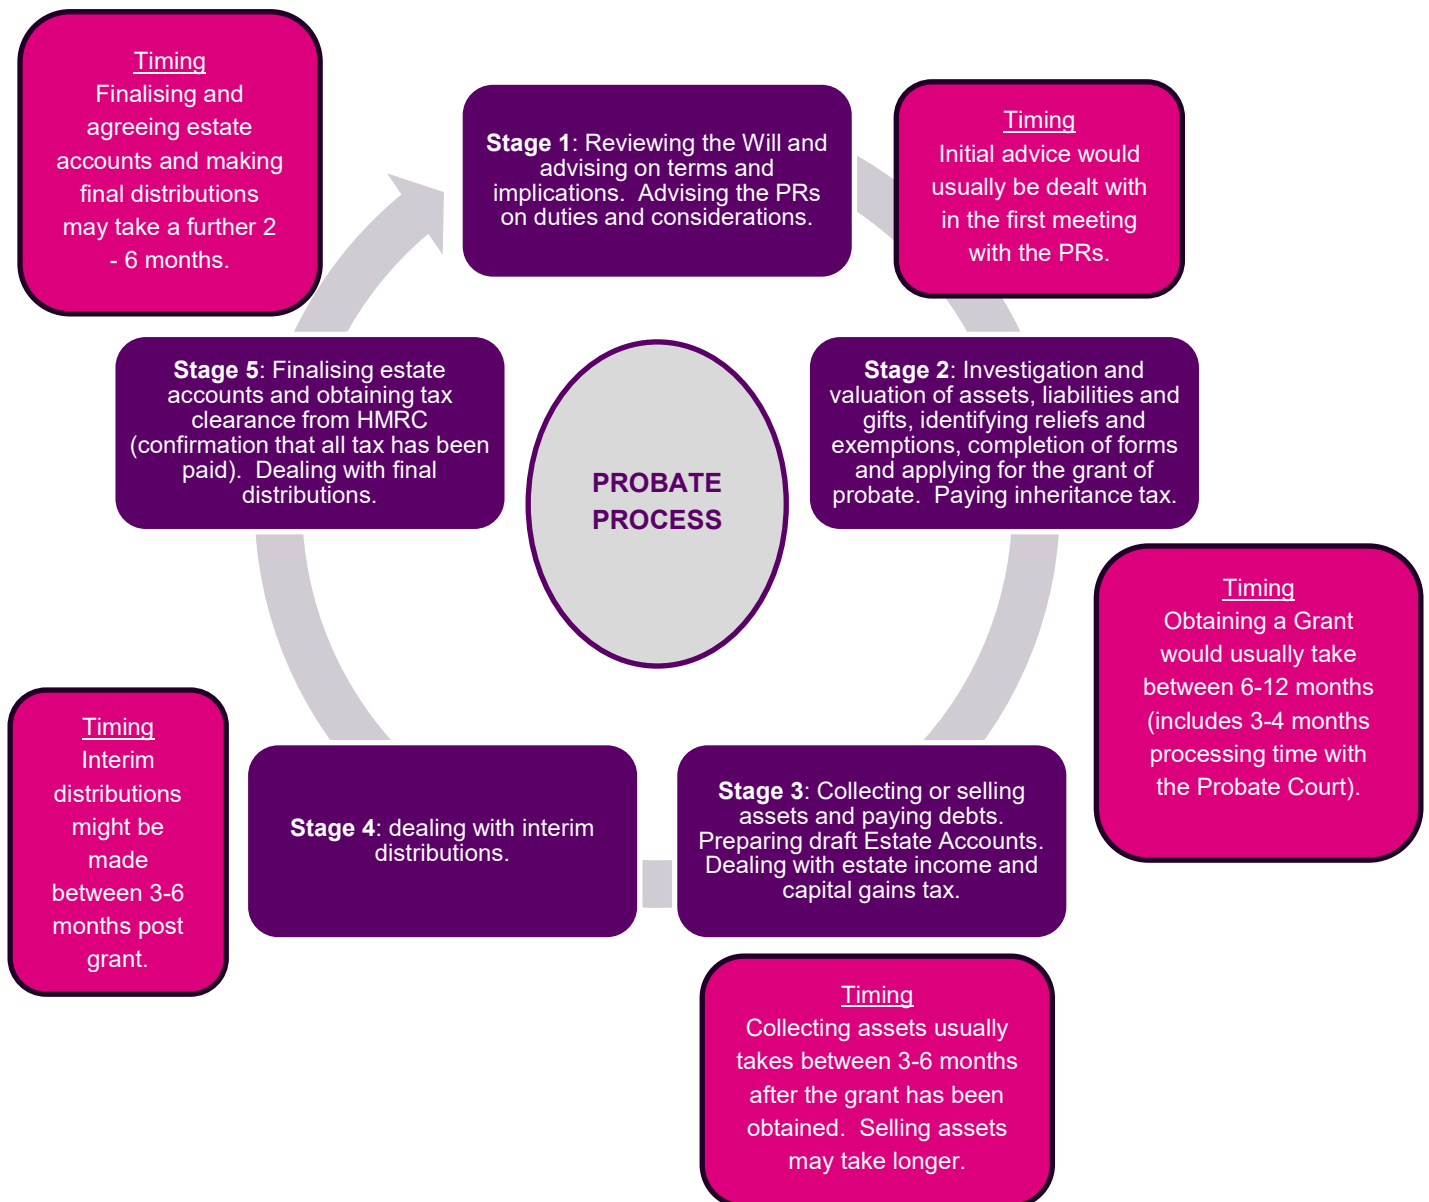 Timing
Finalising and
agreeing estate
accounts and making
final distributions
may take a further 2
- 6 months.
Stage 1: Reviewing the Will and
advising on terms and
implications.  Advising the PRs
on duties and considerations.
Timing
Initial advice would
usually be dealt with
in the first meeting
with the PRs.
Stage 5: Finalising estate
accounts and obtaining tax
clearance from HMRC
(confirmation that all tax has been
paid).  Dealing with final
distributions.
PROBATE
PROCESS
Stage 2: Investigation and
valuation of assets, liabilities and
gifts, identifying reliefs and
exemptions, completion of forms
and applying for the grant of
probate.  Paying inheritance tax.
Timing
Obtaining a Grant
would usually take
between 6-12 months
(includes 3-4 months
processing time with
the Probate Court).
Timing
Interim
distributions
might be
made
between 3-6
months post
grant.
Stage 4: dealing with interim
distributions.
Stage 3: Collecting or selling
assets and paying debts.
Preparing draft Estate Accounts.
Dealing with estate income and
capital gains tax.
Timing
Collecting assets usually
takes between 3-6 months
after the grant has been
obtained.  Selling assets
may take longer.